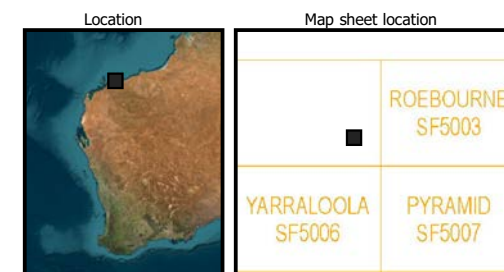 Location
Map sheet location
ROEBOURNE
SF5003
YARRALOOLA
SF5006
PYRAMID
SF5007